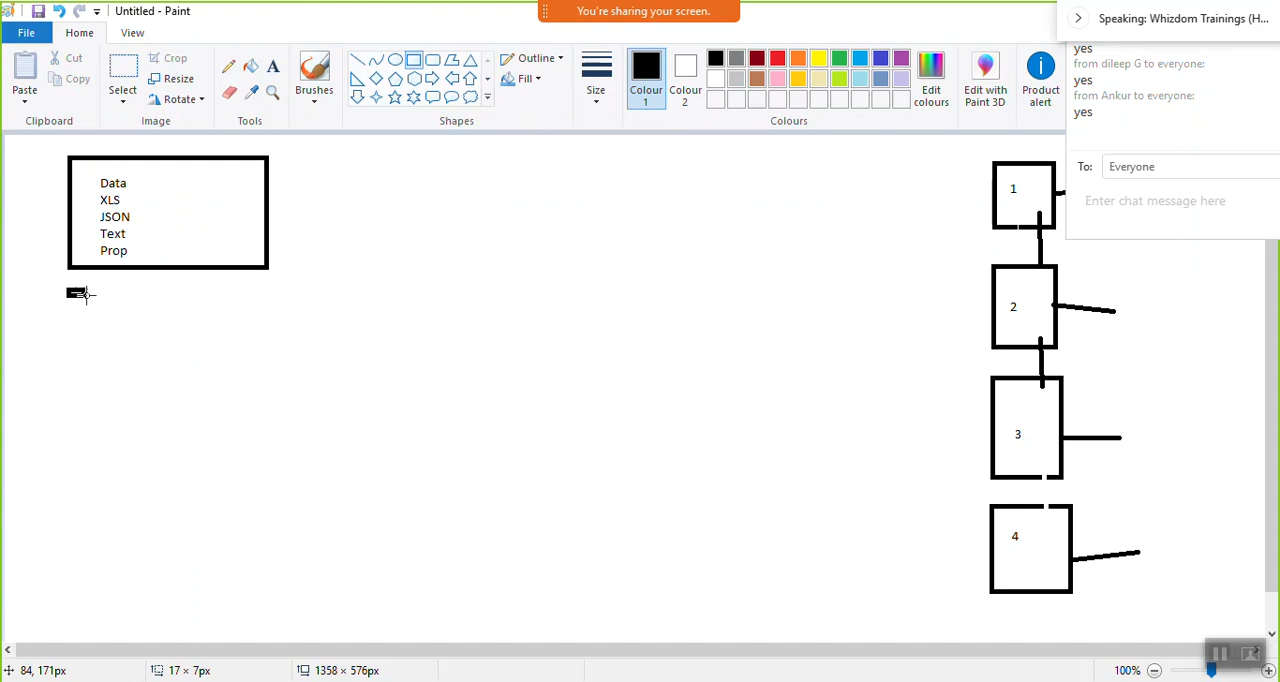 Untitled - Paint
You're sharing your screen.
Speaking: Whizdom Trainings (H...
File
Home
View
Paste
Cut
Copy
Clipboard
Select
Crop
Resize
Rotate
Image
A
Tools
Brushes
Outline
Fill
Shapes
Size
Colour 1
Colour 2
Edit colours
Colours
Edit with Paint 3D
Product alert
yes
from dileep G to everyone:
yes
from Ankur to everyone:
yes
To: Everyone
Enter chat message here
Data
XLS
JSON
Text
Prop
1
2
3
4
84, 171px
17 × 7px
1358 × 576px
100%